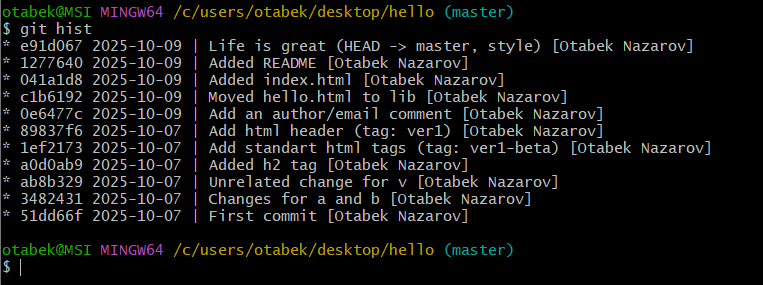 otabek@MSI MINGW64 /c/users/otabek/desktop/hello (master)
$ git hist
* e91d067 2025-10-09 | Life is great (HEAD -> master, style) [Otabek Nazarov]
* 1277640 2025-10-09 | Added README [Otabek Nazarov]
* 041a1d8 2025-10-09 | Added index.html [Otabek Nazarov]
* c1b6192 2025-10-09 | Moved hello.html to lib [Otabek Nazarov]
* 0e6477c 2025-10-09 | Add an author/email comment [Otabek Nazarov]
* 89837f6 2025-10-07 | Add html header (tag: ver1) [Otabek Nazarov]
* 1ef2173 2025-10-07 | Add standart html tags (tag: ver1-beta) [Otabek Nazarov]
* a0d0ab9 2025-10-07 | Added h2 tag [Otabek Nazarov]
* ab8b329 2025-10-07 | Unrelated change for v [Otabek Nazarov]
* 3482431 2025-10-07 | Changes for a and b [Otabek Nazarov]
* 51dd66f 2025-10-07 | First commit [Otabek Nazarov]
otabek@MSI MINGW64 /c/users/otabek/desktop/hello (master)
$